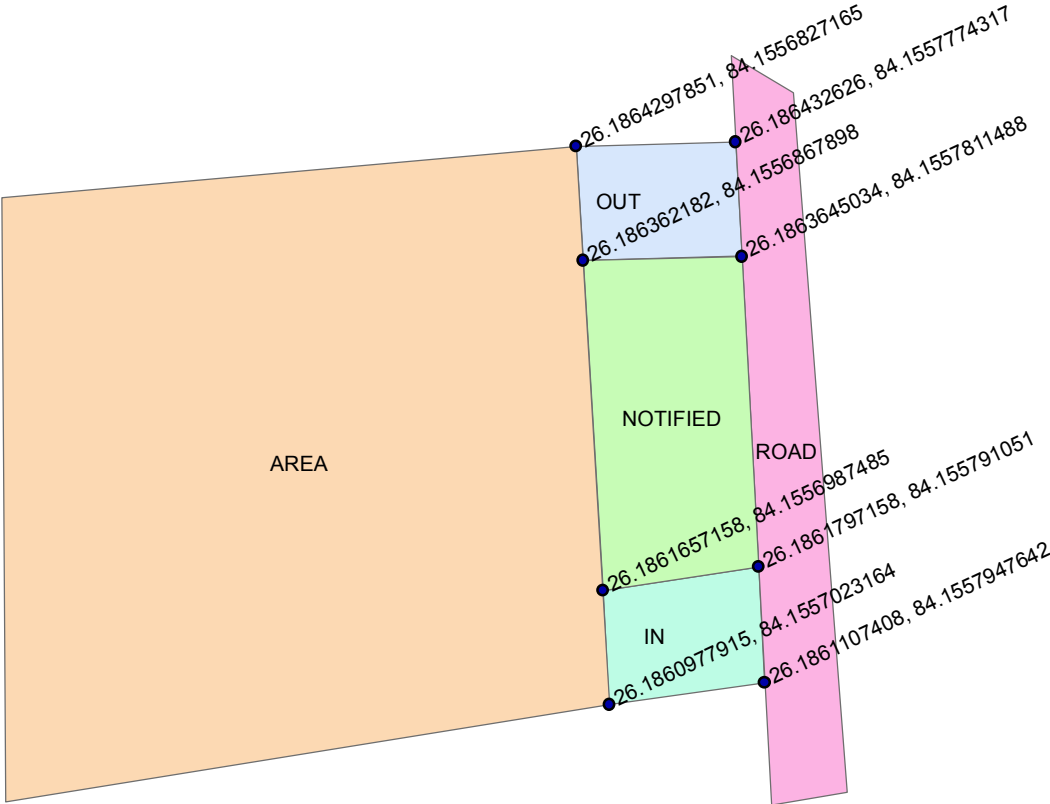 26.1864297851, 84.1556827165
26.186432626, 84.1557774317
OUT
26.186362182, 84.1556867898
26.1863645034, 84.1557811488
NOTIFIED
AREA
ROAD
26.1861657158, 84.1556987485
26.1861797158, 84.155791051
IN
26.1860977915, 84.1557023164
26.1861107408, 84.1557947642